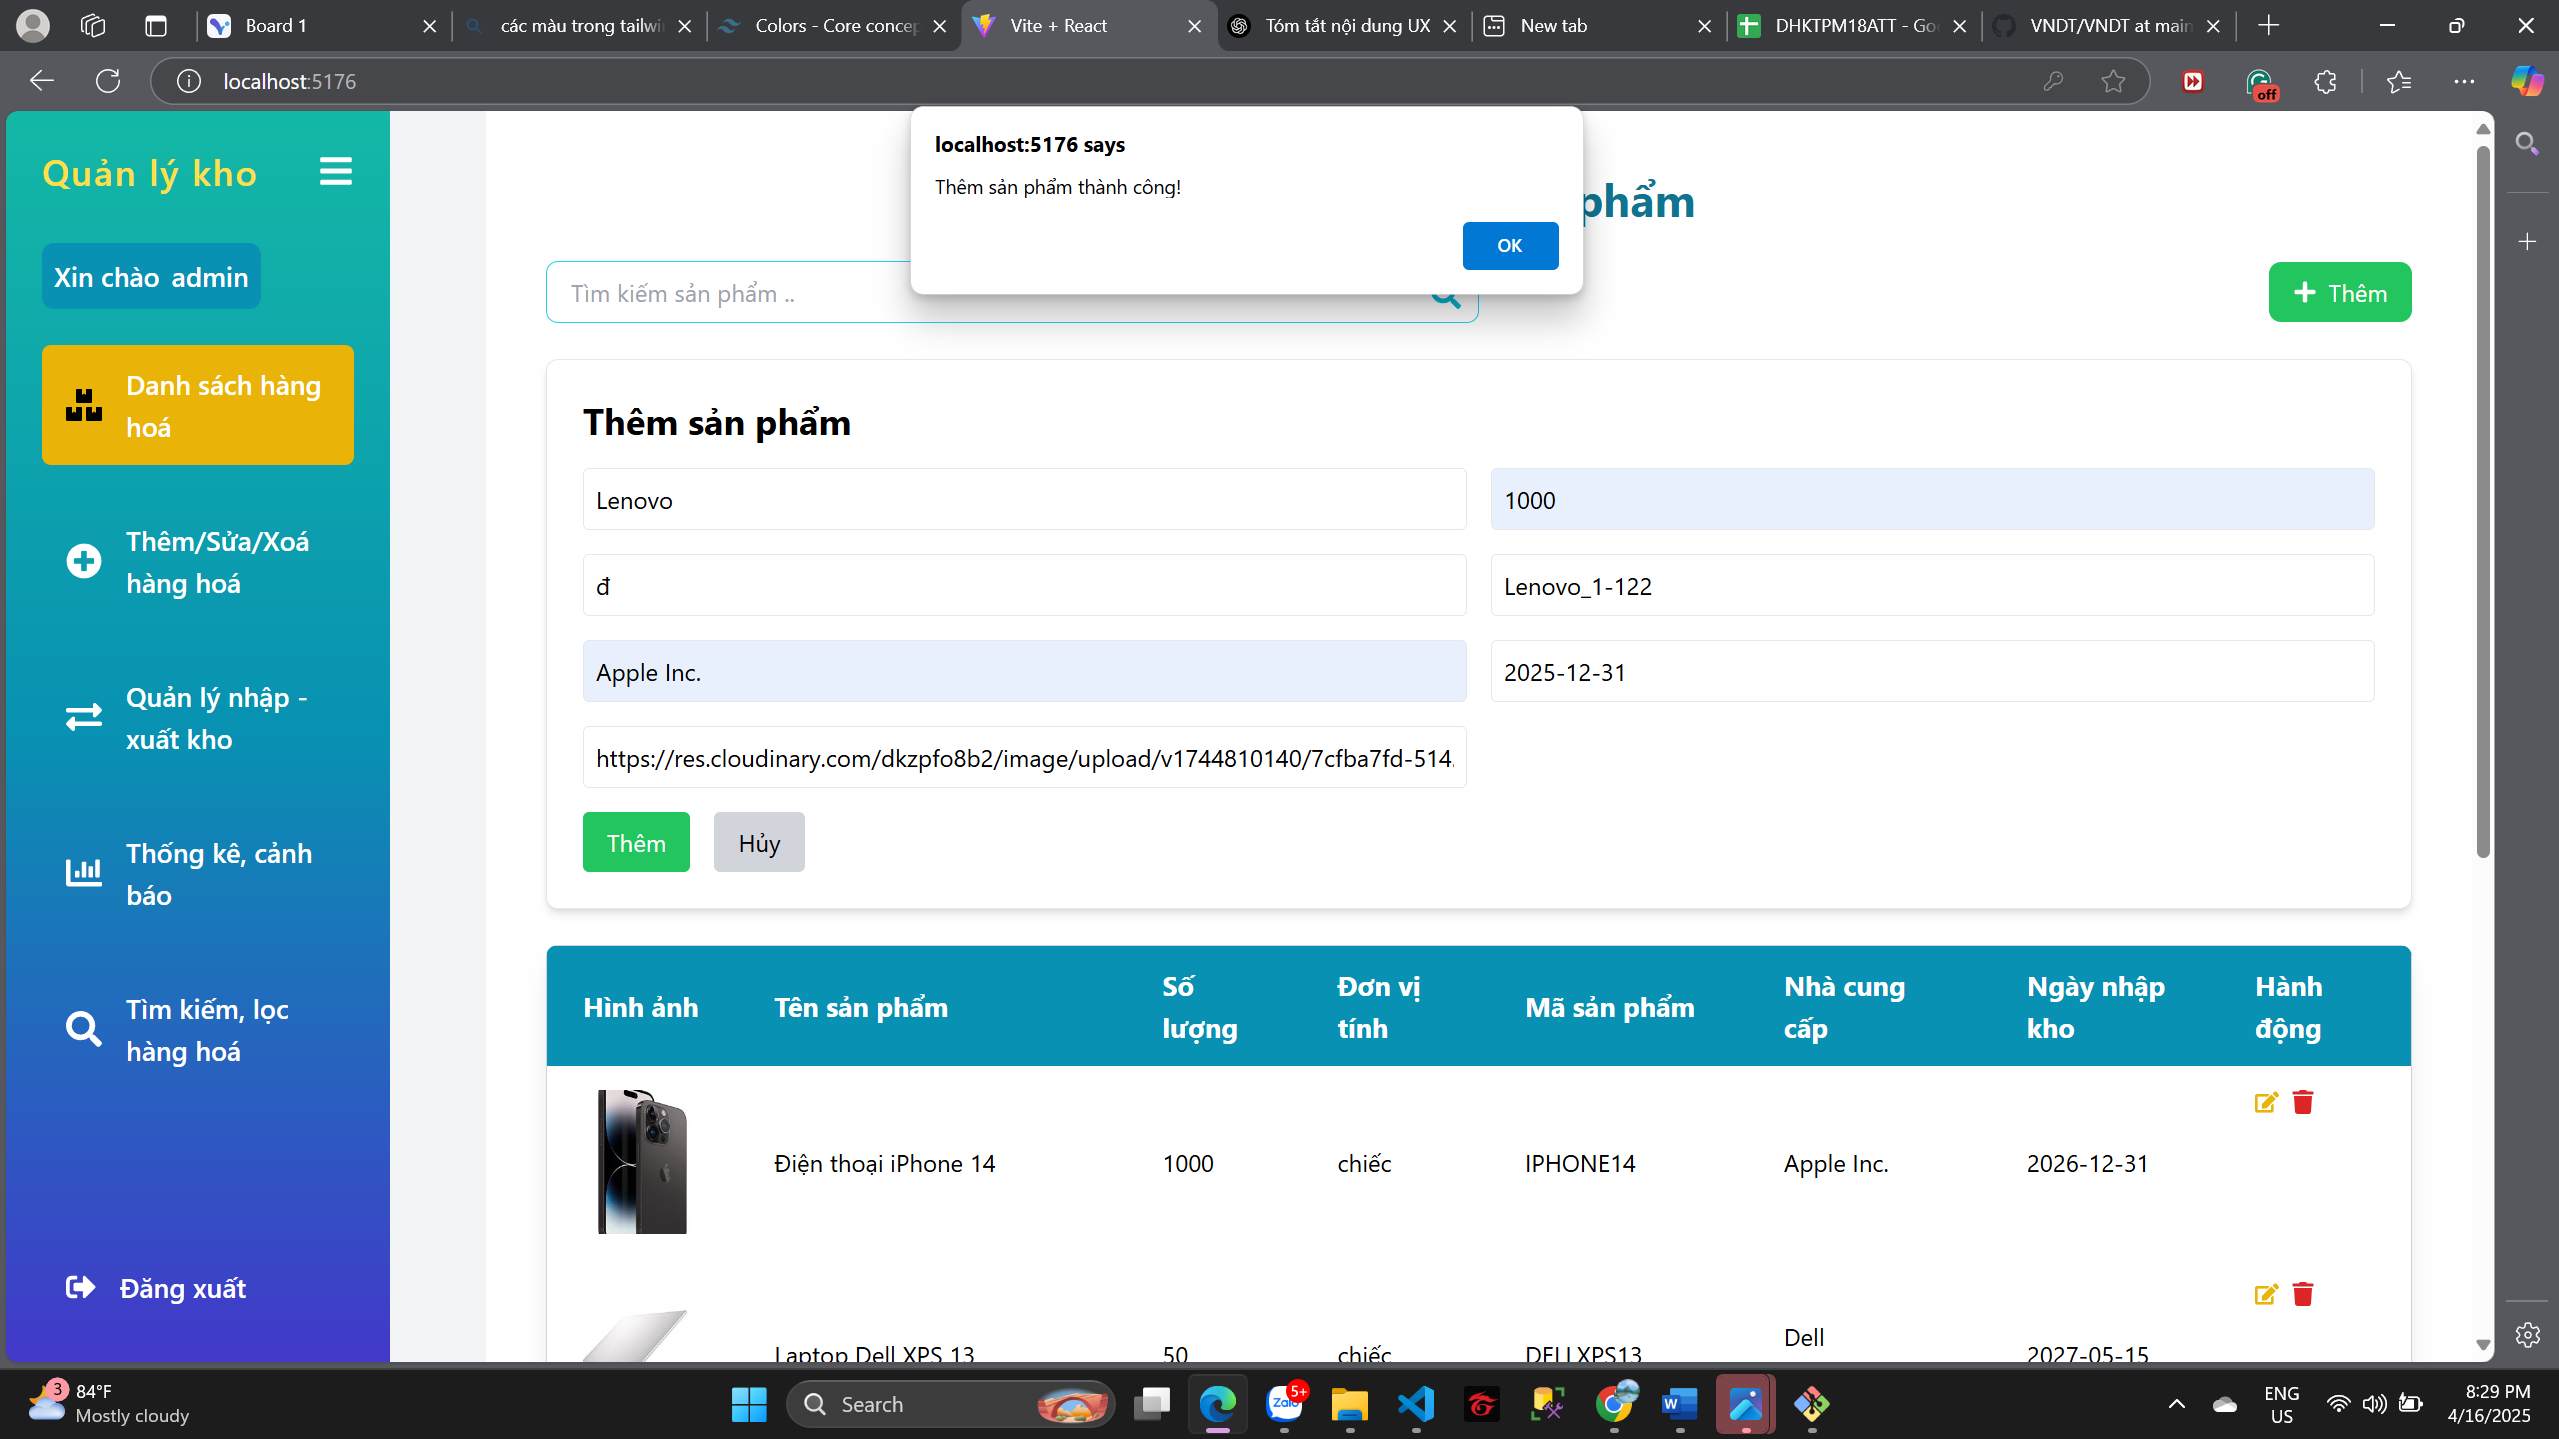 Board 1
các màu trong tailwi
Colors - Core concep
Vite + React
Tóm tắt nội dung UX
New tab
DHKTPM18ATT - Go
VNDT/VNDT at main
localhost:5176
off
localhost:5176 says
Thêm sản phẩm thành công!
OK
phẩm
Quản lý kho
Xin chào admin
Danh sách hàng
hoá
Thêm/Sửa/Xoá
hàng hoá
Quản lý nhập -
xuất kho
Thống kê, cảnh
báo
Tìm kiếm, lọc
hàng hoá
Đăng xuất
Tìm kiếm sản phẩm ..
Thêm
Thêm sản phẩm
Lenovo
1000
đ
Lenovo_1-122
Apple Inc.
2025-12-31
https://res.cloudinary.com/dkzpfo8b2/image/upload/v1744810140/7cfba7fd-514.
Thêm
Hủy
Hình ảnh
Tên sản phẩm
Số
lượng
Đơn vị
tính
Mã sản phẩm
Nhà cung
cấp
Ngày nhập
kho
Hành
động
Điện thoại iPhone 14
1000
chiếc
IPHONE14
Apple Inc.
2026-12-31
Laptop Dell XPS 13
50
chiếc
DELLXPS13
Dell
2027-05-15
3
84°F
Mostly cloudy
Search
Zalo
5+
W
ENG
US
8:29 PM
4/16/2025